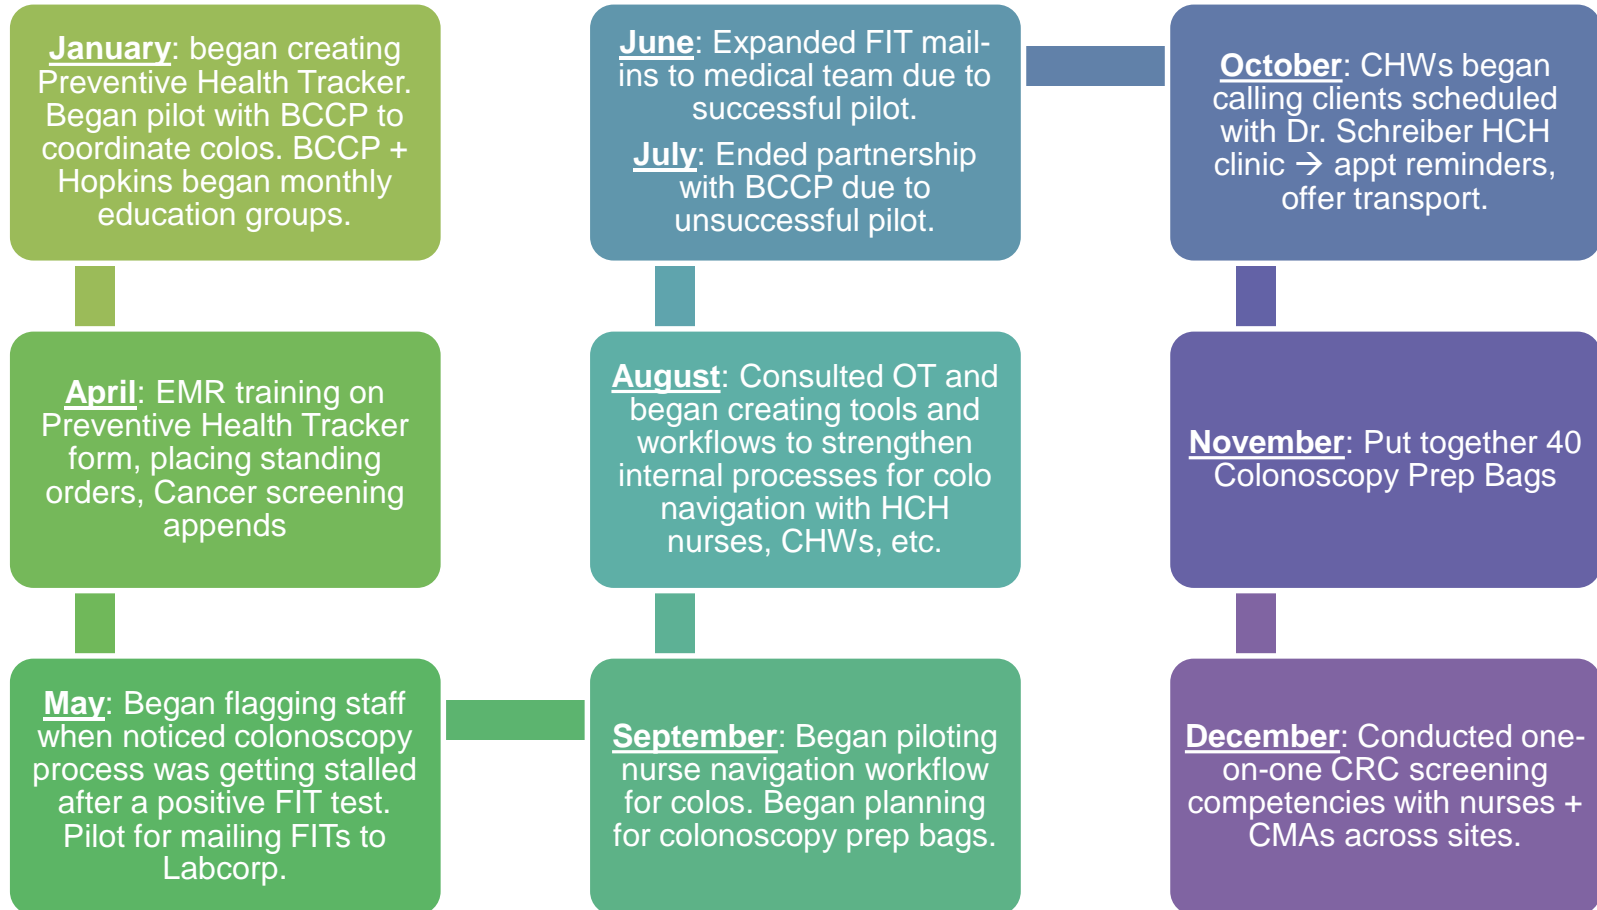 January: began creating
Preventive Health Tracker.
Began pilot with BCCP to
coordinate colos. BCCP +
Hopkins began monthly
education groups.
April: EMR training on
Preventive Health Tracker
form, placing standing
orders, Cancer screening
appends
May: Began flagging staff
when noticed colonoscopy
process was getting stalled
after a positive FIT test.
Pilot for mailing FITs to
Labcorp.
June: Expanded FIT mail-
ins to medical team due to
successful pilot.
July: Ended partnership
with BCCP due to
unsuccessful pilot.
August: Consulted OT and
began creating tools and
workflows to strengthen
internal processes for colo
navigation with HCH
nurses, CHWs, etc.
September: Began piloting
nurse navigation workflow
for colos. Began planning
for colonoscopy prep bags.
October: CHWs began
calling clients scheduled
with Dr. Schreiber HCH
clinic → appt reminders,
offer transport.
November: Put together 40
Colonoscopy Prep Bags
December: Conducted one-
on-one CRC screening
competencies with nurses +
CMAs across sites.